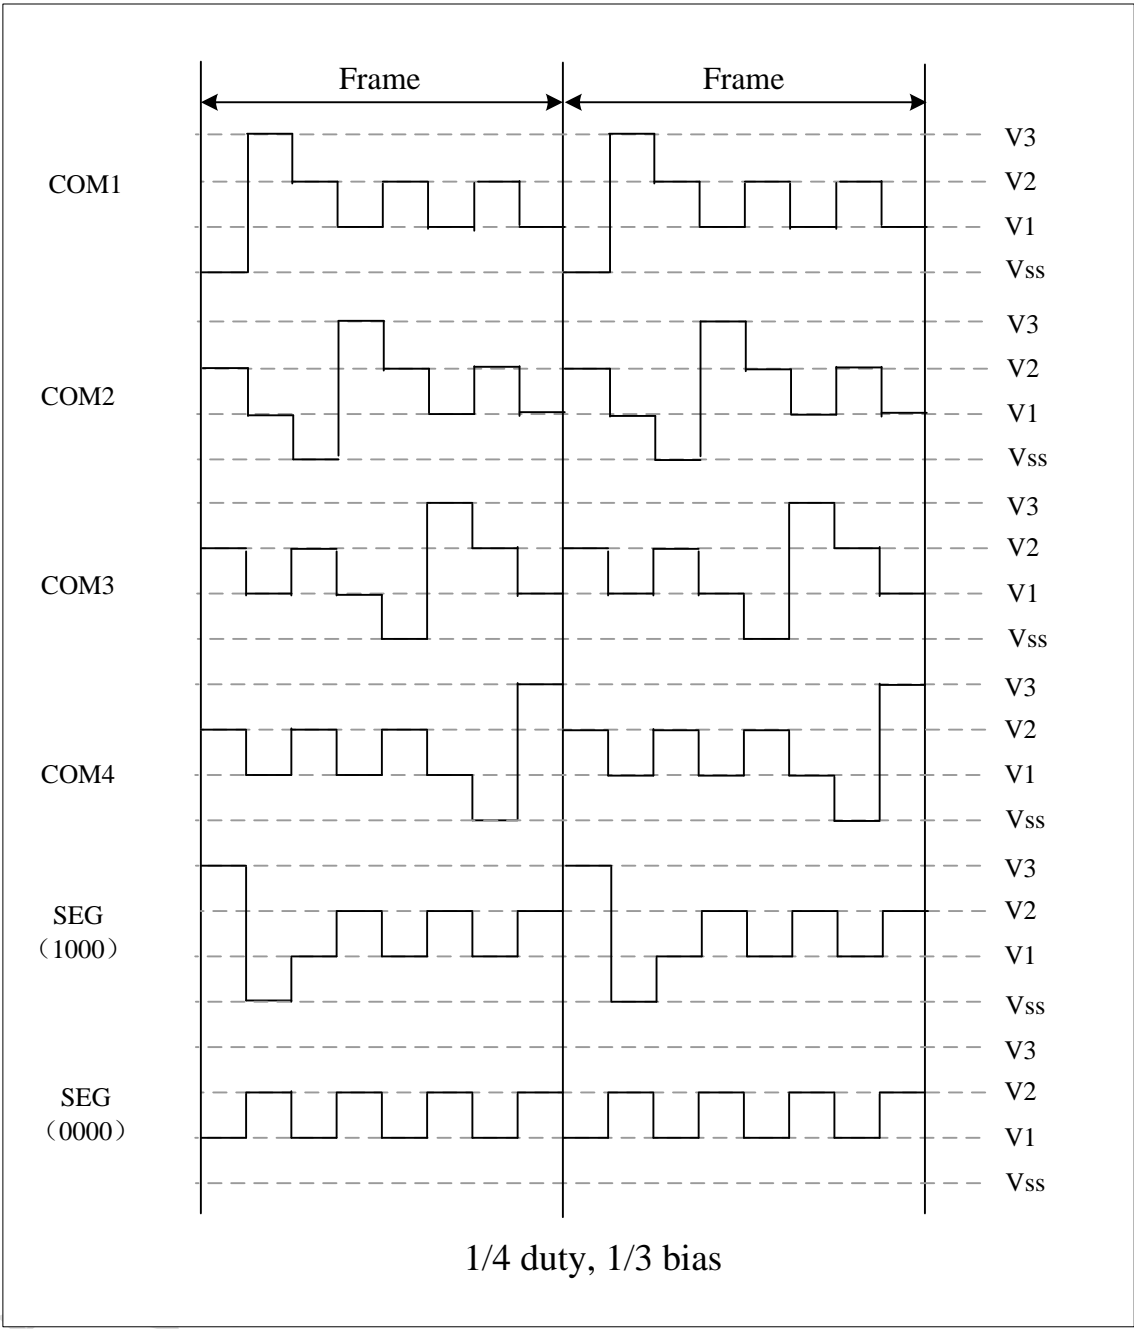 Frame Frame
COM1
V3
V2
V1
Vss
COM2
V3
V2
V1
Vss
COM3
V3
V2
V1
Vss
COM4
V3
V2
V1
Vss
SEG
（1000）
V3
V2
V1
Vss
SEG
（0000）
V3
V2
V1
Vss
1/4 duty, 1/3 bias